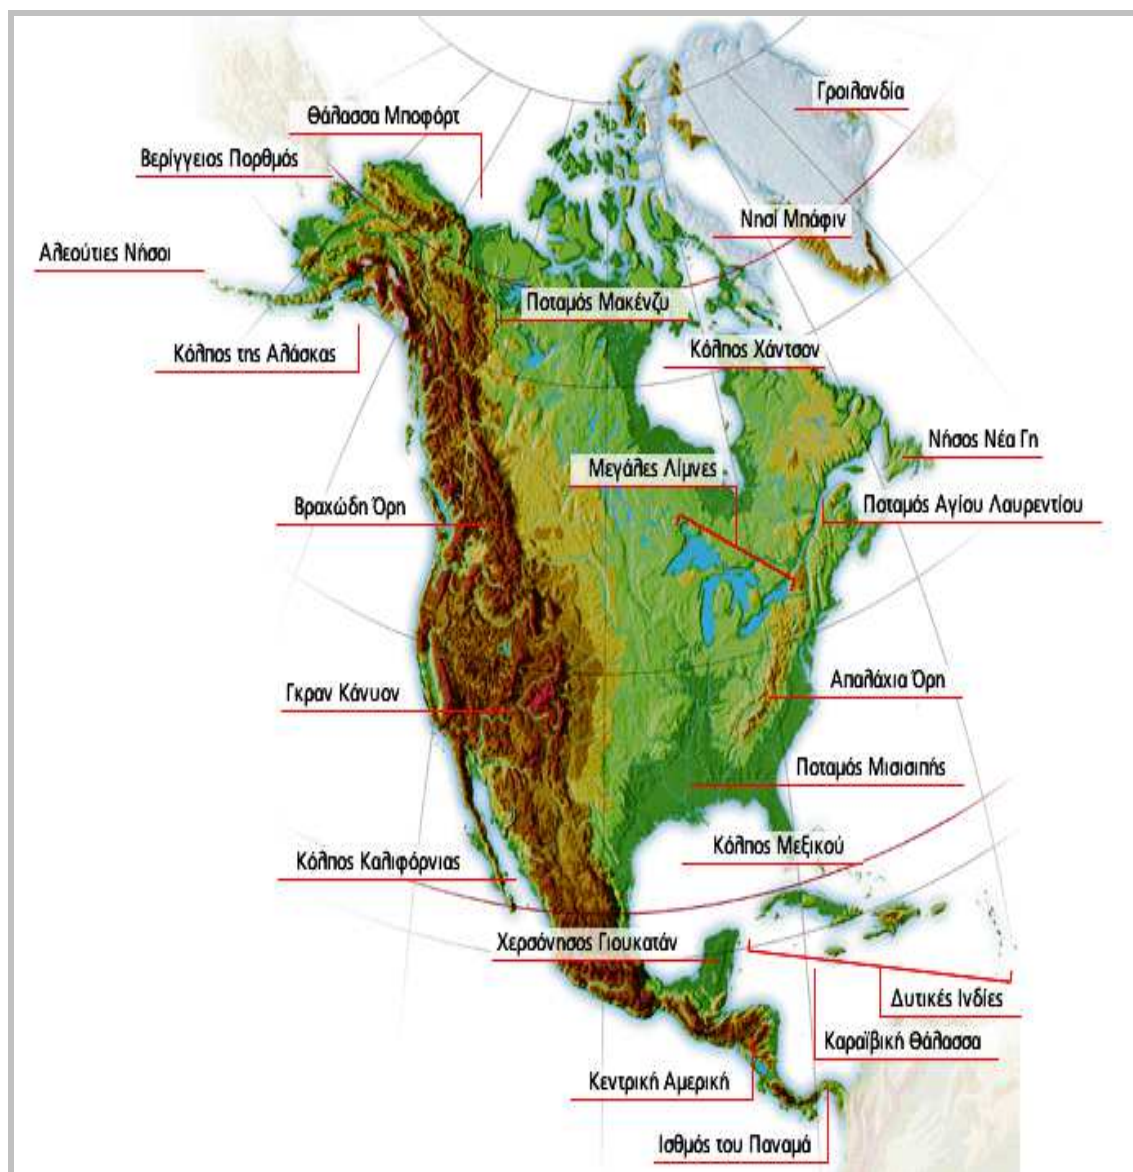 Γροιλανδία
Θάλασσα Μποφόρτ
Βερίγγειος Πορθμός
Νησί Μπάφιν
Αλεούτιες Νήσοι
Ποταμός Μακένζυ
Κόλπος της Αλάσκας
Κόλπος Χάντσον
Νήσος Νέα Γη
Μεγάλες Λίμνες
Βραχώδη Όρη
Ποταμός Αγίου Λαυρεντίου
Απαλάχια Όρη
Γκραν Κάνυον
Ποταμός Μισισιπής
Κόλπος Μεξικού
Κόλπος Καλιφόρνιας
Χερσόνησος Γιουκατάν
Δυτικές Ινδίες
Καραϊβική Θάλασσα
Κεντρική Αμερική
Ισθμός του Παναμά